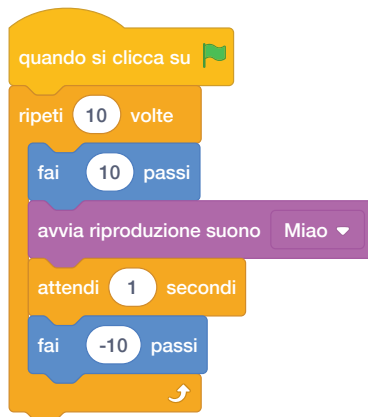 quando si clicca su
ripeti 10 volte
fai 10 passi
avvia riproduzione suono Miao
attendi 1 secondi
fai -10 passi